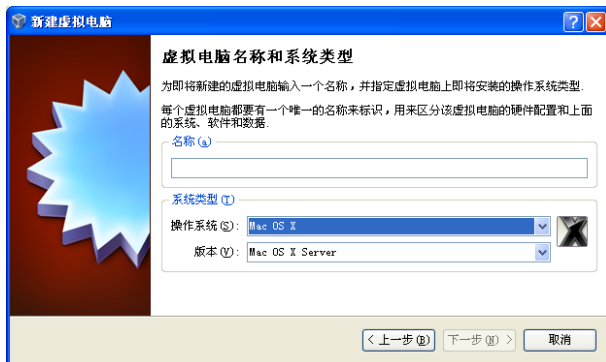 新建虚拟电脑
虚拟电脑名称和系统类型
为即将新建的虚拟电脑输入一个名称，并指定虚拟电脑上即将安装的操作系统类型.
每个虚拟电脑都要有一个唯一的名称来标识，用来区分该虚拟电脑的硬件配置和上面
的系统、软件和数据.
名称(a)
系统类型(T)
操作系统(S): Mac OS X
版本(V): Mac OS X Server
< 上一步(B) 下一步(N) > 取消